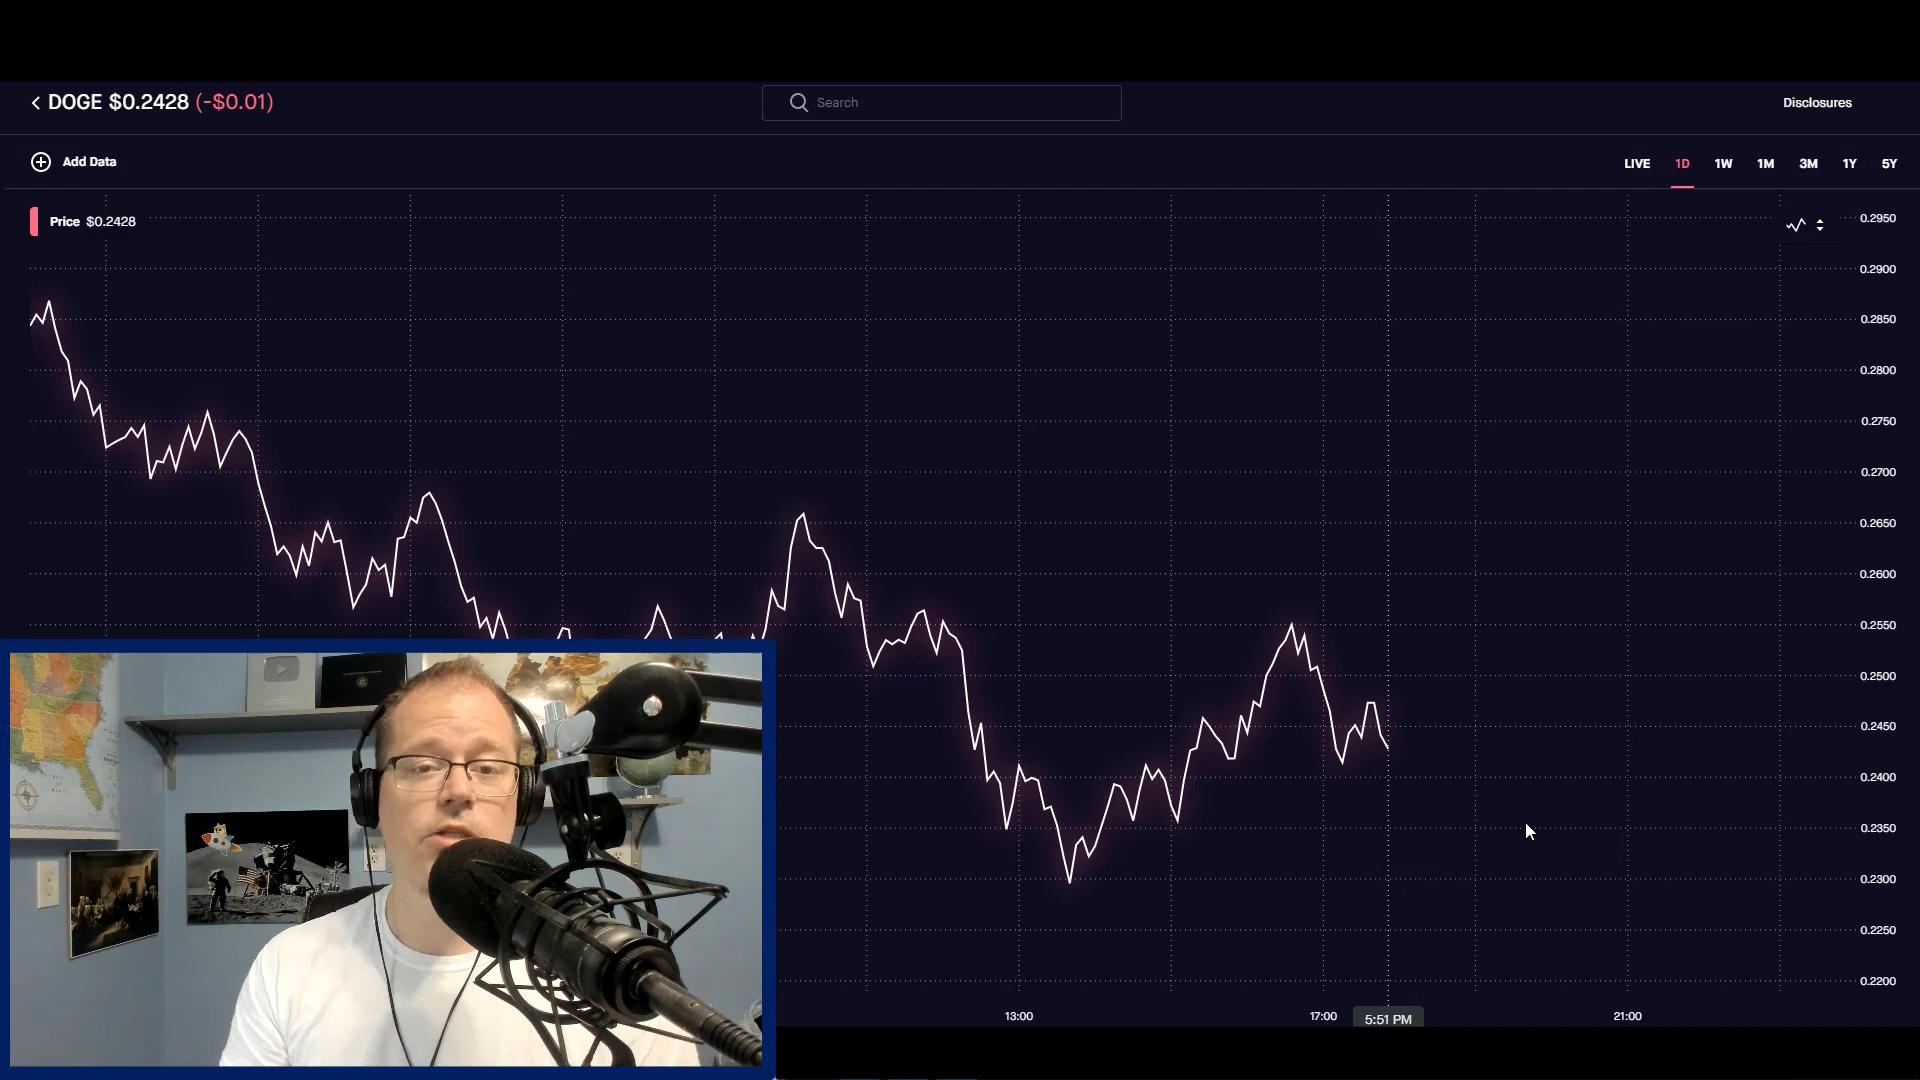 DOGE $0.2428 (-$0.01)
Search
Disclosures
Add Data
LIVE 1D 1W 1M 3M 1Y 5Y
Price $0.2428
0.2950
0.2900
0.2850
0.2800
0.2750
0.2700
0.2650
0.2600
0.2550
0.2500
0.2450
0.2400
0.2350
0.2300
0.2250
0.2200
13:00 17:00 5:51 PM 21:00